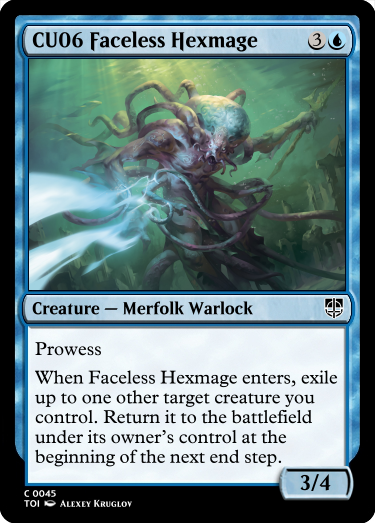 CU06 Faceless Hexmage 3
Creature — Merfolk Warlock
Prowess
When Faceless Hexmage enters, exile
up to one other target creature you
control. Return it to the battlefield
under its owner's control at the
beginning of the next end step.
3/4
C 0045
TOI Alexey Kruglov